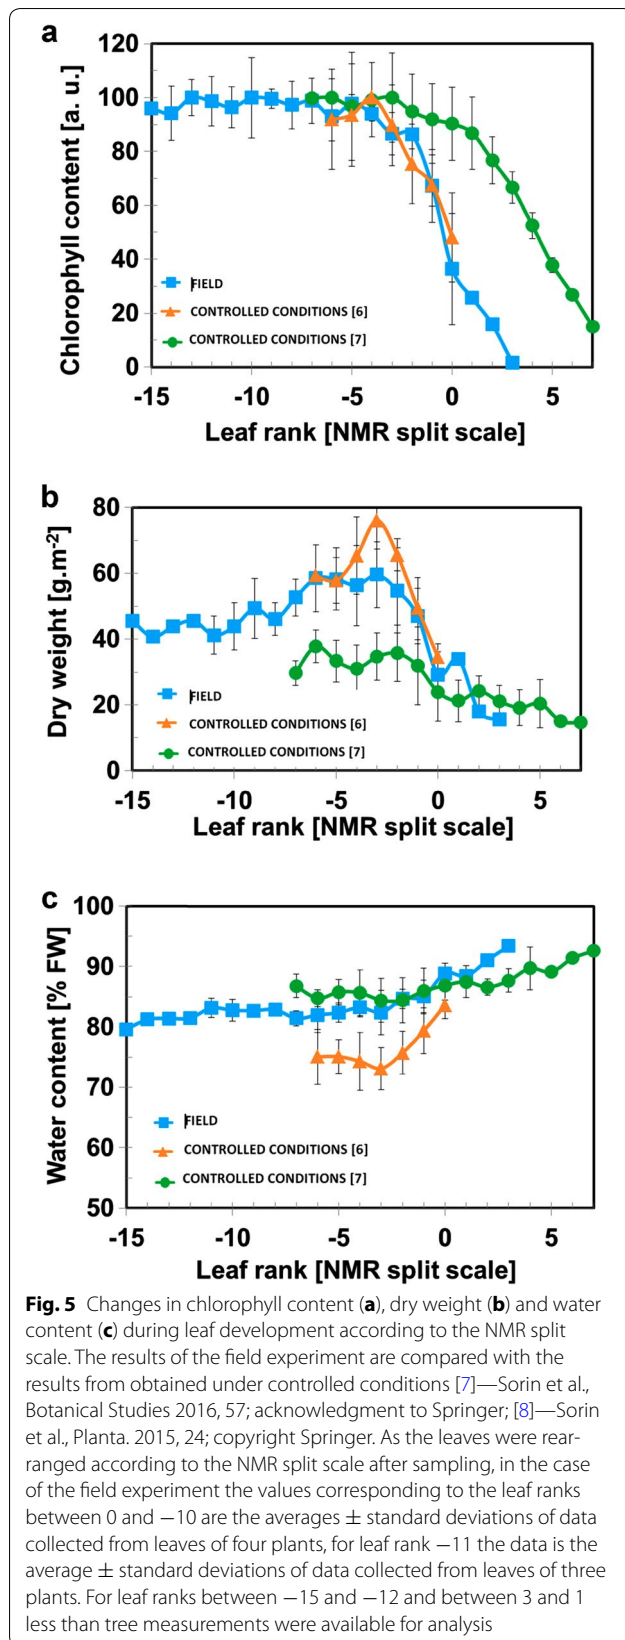 a
120
100
80
60
40
20
0
Chlorophyll content [a. u.]
FIELD
CONTROLLED CONDITIONS [6]
CONTROLLED CONDITIONS [7]
-15 -10 -5 0 5
Leaf rank [NMR split scale]
b
80
60
40
20
0
Dry weight [g.m-2]
FIELD
CONTROLLED CONDITIONS [6]
CONTROLLED CONDITIONS [7]
-15 -10 -5 0 5
Leaf rank [NMR split scale]
c
100
90
80
70
60
50
Water content [% FW]
FIELD
CONTROLLED CONDITIONS [6]
CONTROLLED CONDITIONS [7]
-15 -10 -5 0 5
Leaf rank [NMR split scale]
Fig. 5 Changes in chlorophyll content (a), dry weight (b) and water
content (c) during leaf development according to the NMR split
scale. The results of the field experiment are compared with the
results from obtained under controlled conditions [7]—Sorin et al.,
Botanical Studies 2016, 57; acknowledgment to Springer; [8]—Sorin
et al., Planta. 2015, 24; copyright Springer. As the leaves were rear-
ranged according to the NMR split scale after sampling, in the case
of the field experiment the values corresponding to the leaf ranks
between 0 and −10 are the averages ± standard deviations of data
collected from leaves of four plants, for leaf rank −11 the data is the
average ± standard deviations of data collected from leaves of three
plants. For leaf ranks between −15 and −12 and between 3 and 1
less than tree measurements were available for analysis